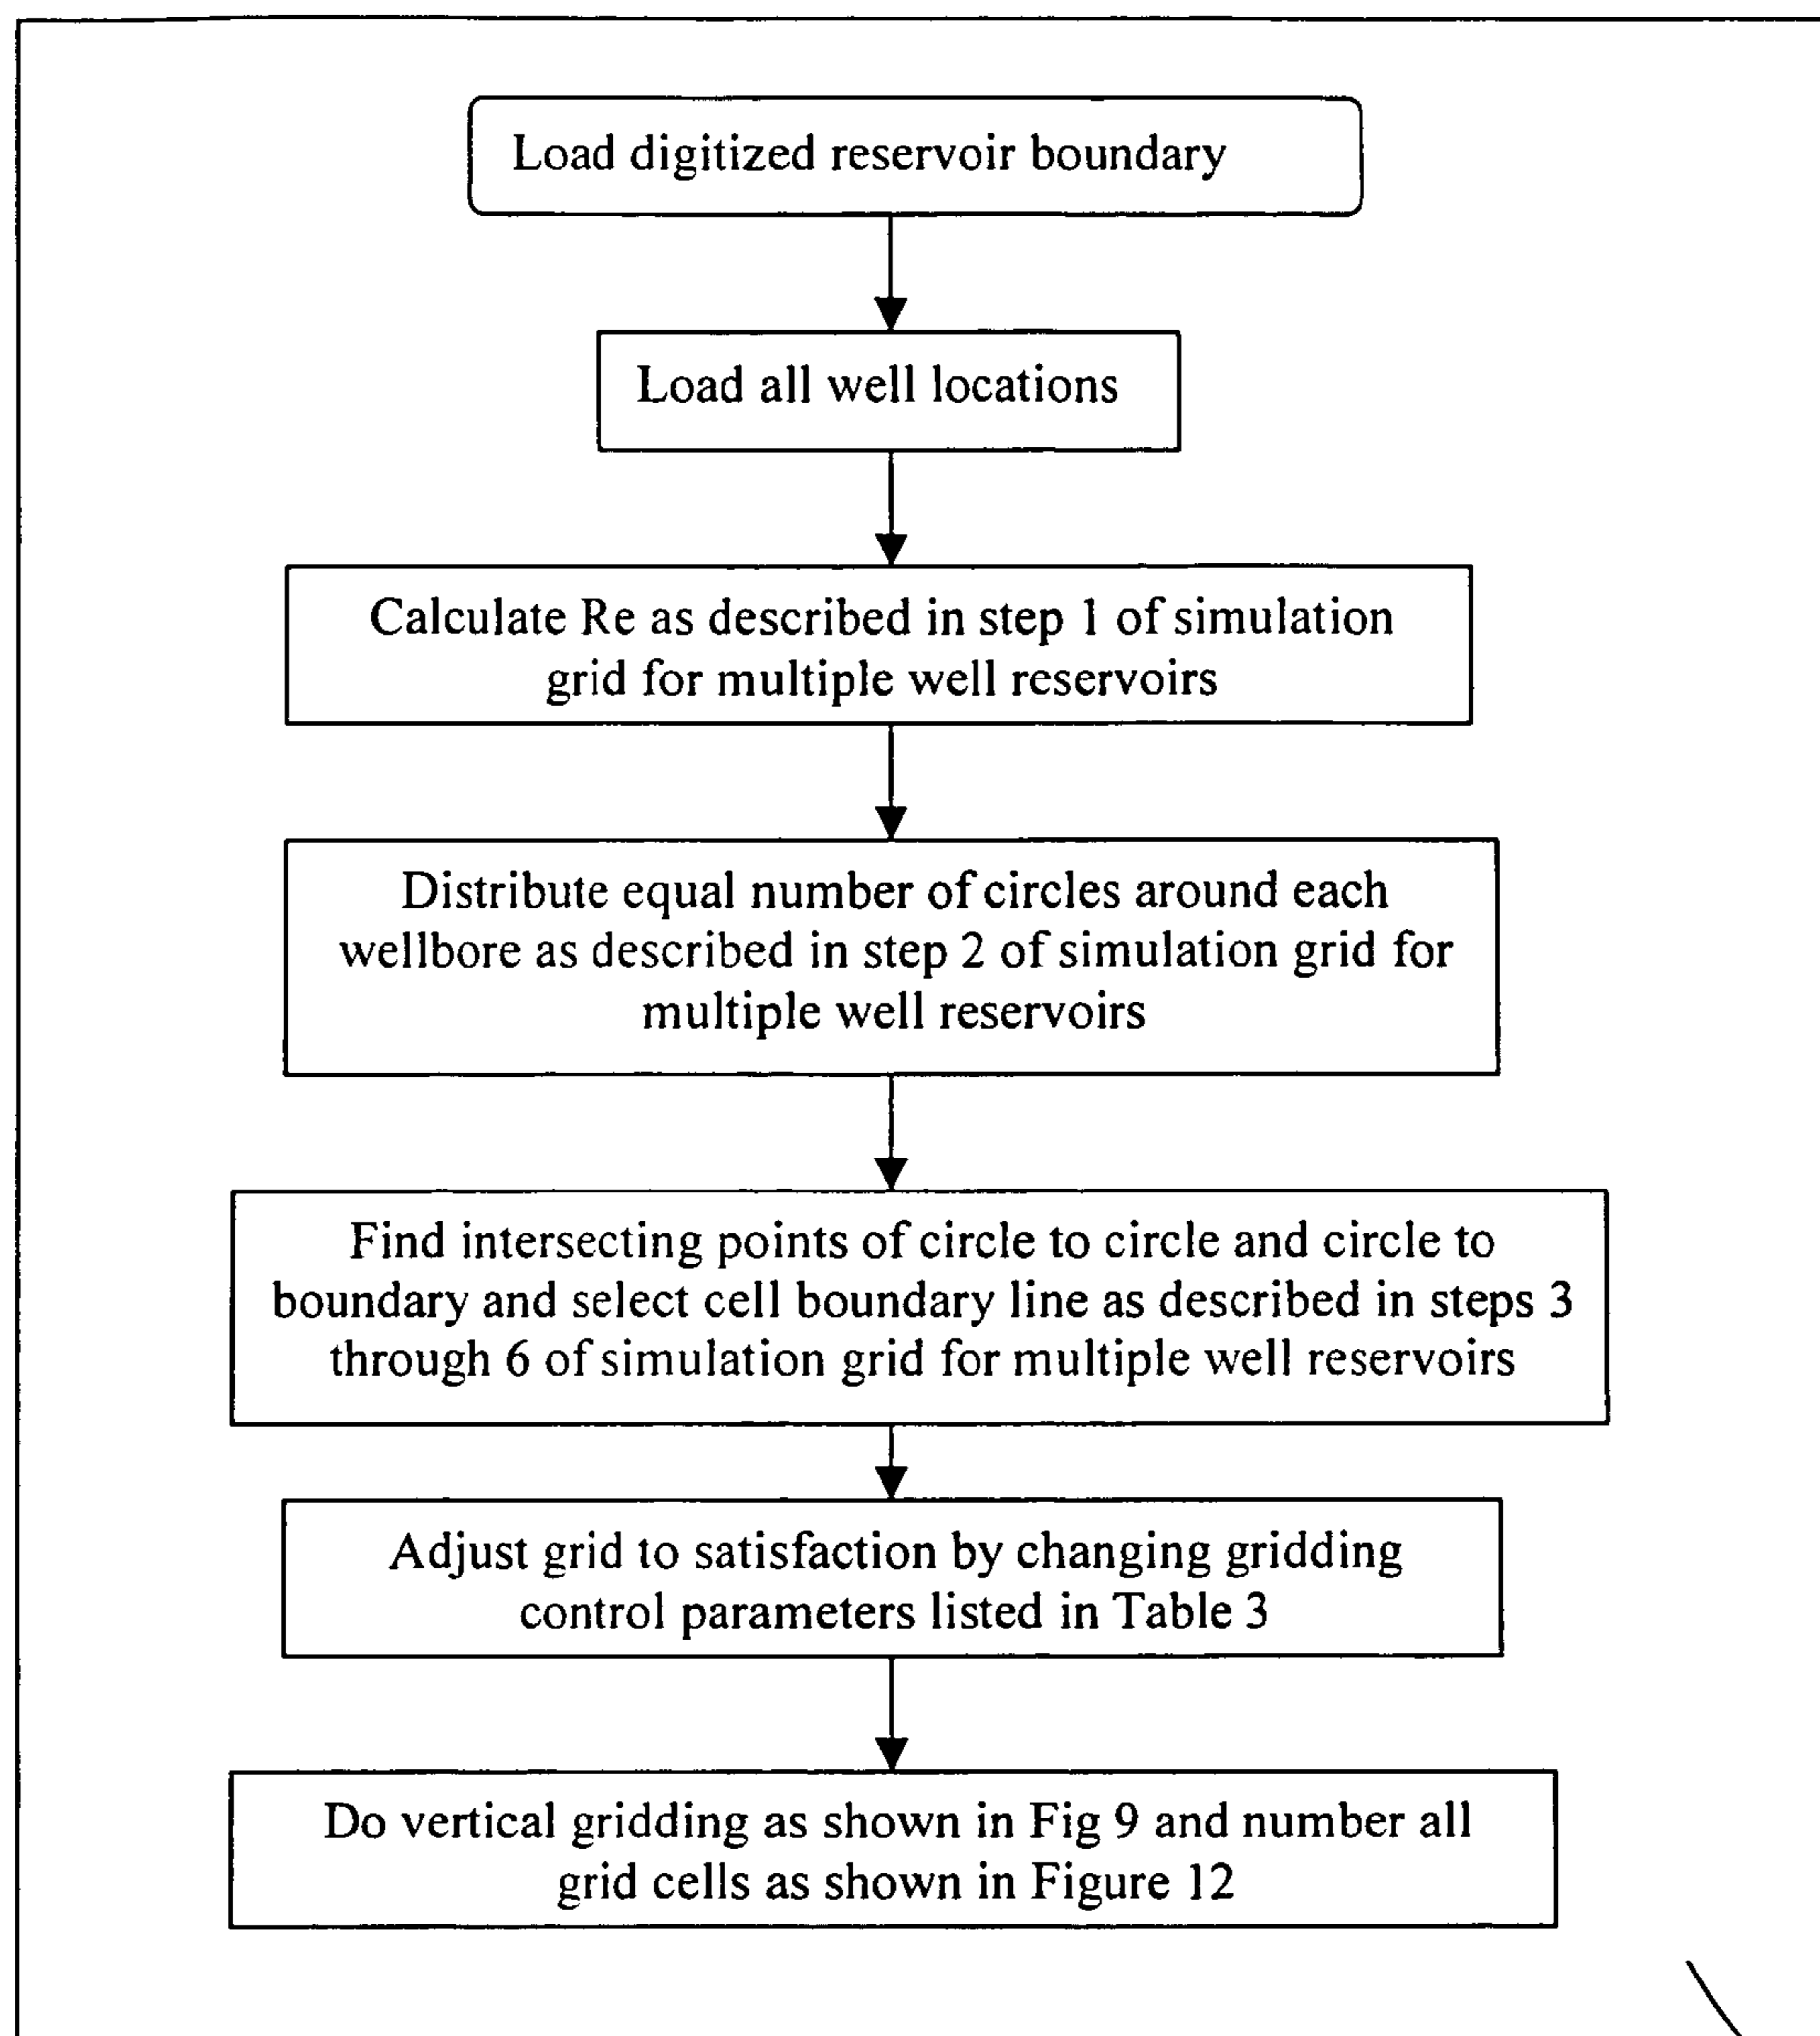 Load digitized reservoir boundary
Load all well locations
Calculate Re as described in step 1 of simulation
grid for multiple well reservoirs
Distribute equal number of circles around each
wellbore as described in step 2 of simulation grid for
multiple well reservoirs
Find intersecting points of circle to circle and circle to
boundary and select cell boundary line as described in steps 3
through 6 of simulation grid for multiple well reservoirs
Adjust grid to satisfaction by changing gridding
control parameters listed in Table 3
Do vertical gridding as shown in Fig 9 and number all
grid cells as shown in Figure 12